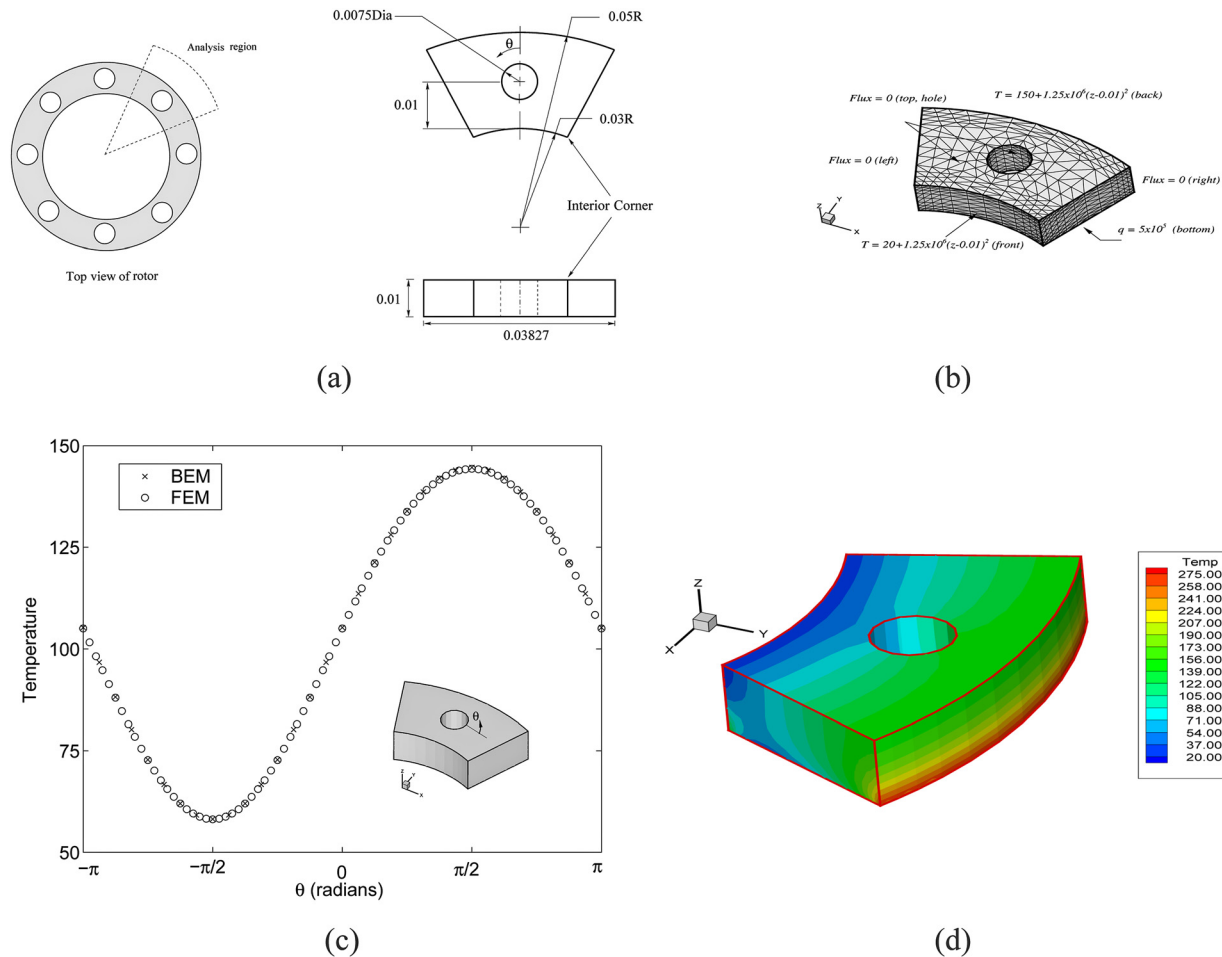 Analysis region
Top view of rotor
0.0075Dia
0.05R
θ
0.01
0.03R
Interior Corner
0.01
0.03827
(a)
Flux = 0 (top, hole)
T = 150+1.25x10⁶(z-0.01)² (back)
Flux = 0 (left)
Flux = 0 (right)
Z
Y
X
T = 20+1.25x10⁶(z-0.01)² (front)
q = 5x10⁵ (bottom)
(b)
150
BEM
FEM
125
Temperature
100
75
50
θ
Z
Y
X
−π
−π/2
0
π/2
π
θ (radians)
(c)
Z
Y
X
Temp
275.00
258.00
241.00
224.00
207.00
190.00
173.00
156.00
139.00
122.00
105.00
88.00
71.00
54.00
37.00
20.00
(d)